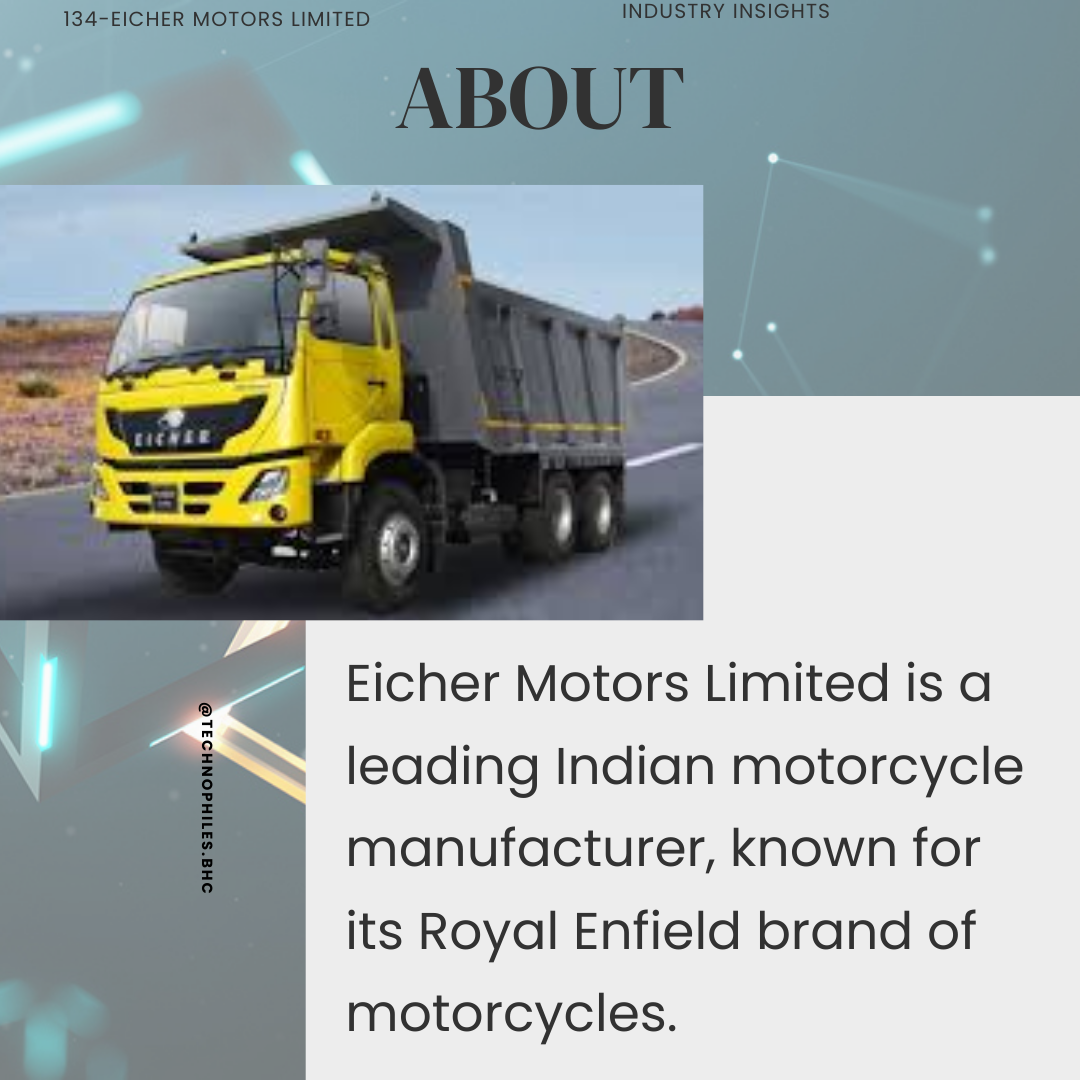 134-EICHER MOTORS LIMITED
INDUSTRY INSIGHTS
ABOUT
EICHER
@TECHNOPHILES.BHC
Eicher Motors Limited is a
leading Indian motorcycle
manufacturer, known for
its Royal Enfield brand of
motorcycles.